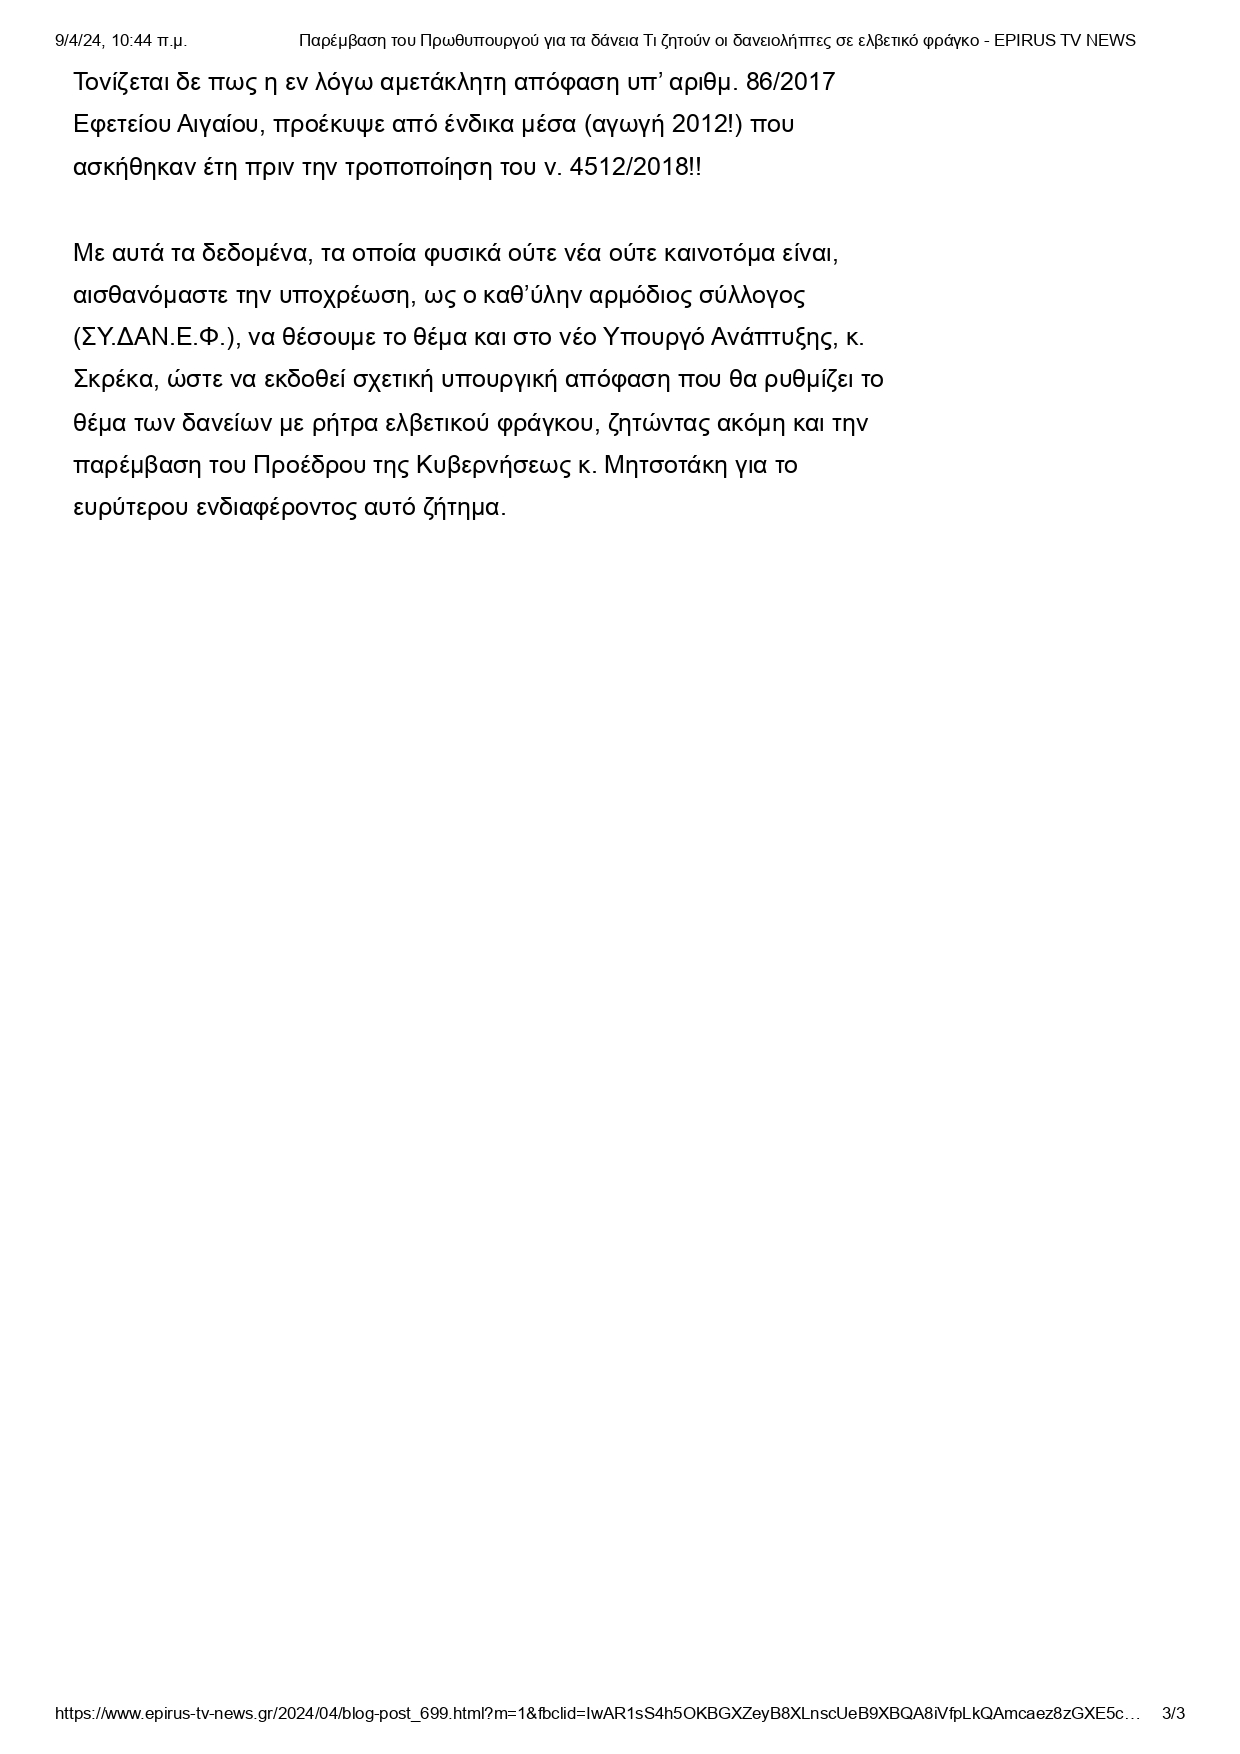 9/4/24, 10:44 π.μ. Παρέμβαση του Πρωθυπουργού για τα δάνεια Τι ζητούν οι δανειολήπτες σε ελβετικό φράγκο - EPIRUS TV NEWS
Τονίζεται δε πως η εν λόγω αμετάκλητη απόφαση υπ’ αριθμ. 86/2017
Εφετείου Αιγαίου, προέκυψε από ένδικα μέσα (αγωγή 2012!) που
ασκήθηκαν έτη πριν την τροποποίηση του ν. 4512/2018!!
Με αυτά τα δεδομένα, τα οποία φυσικά ούτε νέα ούτε καινοτόμα είναι,
αισθανόμαστε την υποχρέωση, ως ο καθ’ύλην αρμόδιος σύλλογος
(ΣΥ.ΔΑΝ.Ε.Φ.), να θέσουμε το θέμα και στο νέο Υπουργό Ανάπτυξης, κ.
Σκρέκα, ώστε να εκδοθεί σχετική υπουργική απόφαση που θα ρυθμίζει το
θέμα των δανείων με ρήτρα ελβετικού φράγκου, ζητώντας ακόμη και την
παρέμβαση του Προέδρου της Κυβερνήσεως κ. Μητσοτάκη για το
ευρύτερου ενδιαφέροντος αυτό ζήτημα.
https://www.epirus-tv-news.gr/2024/04/blog-post_699.html?m=1&fbclid=IwAR1sS4h5OKBGXZeyB8XLnscUeB9XBQA8iVfpLkQAmcaez8zGXE5c… 3/3